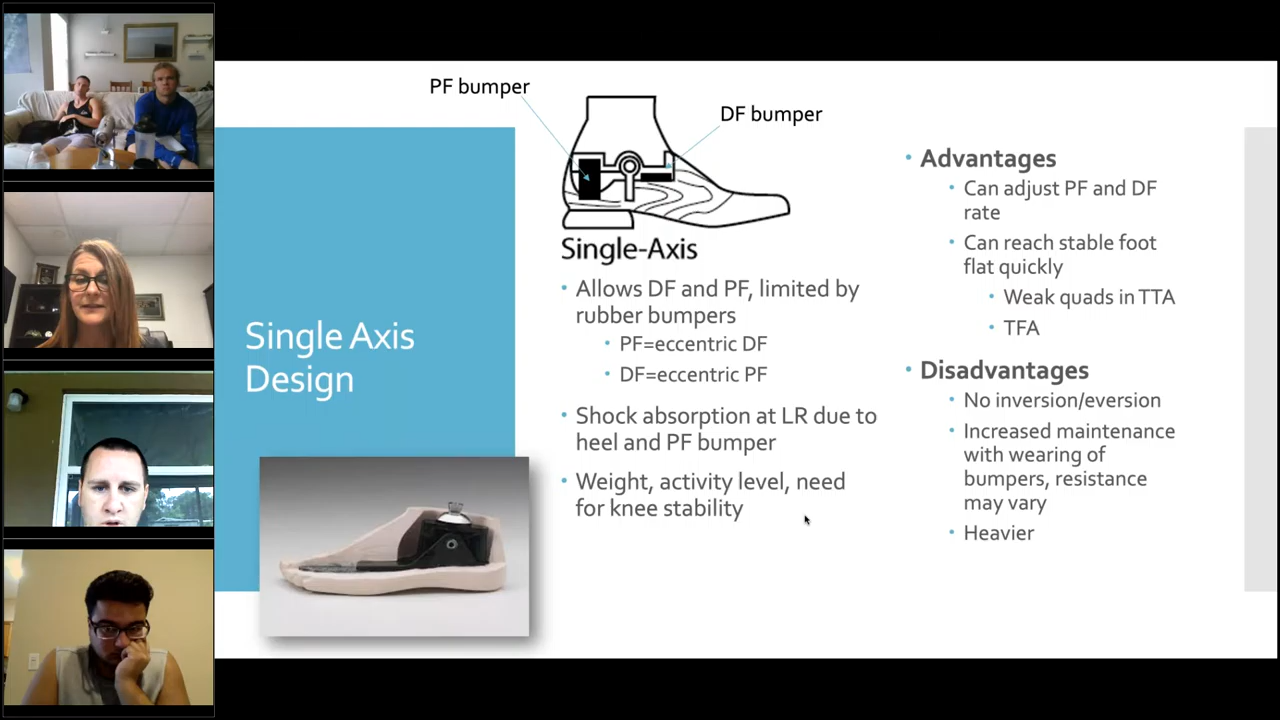 PF bumper
DF bumper
Single-Axis
Single Axis
Design
• Allows DF and PF, limited by
rubber bumpers
• PF=eccentric DF
• DF=eccentric PF
• Shock absorption at LR due to
heel and PF bumper
• Weight, activity level, need
for knee stability
• Advantages
• Can adjust PF and DF
rate
• Can reach stable foot
flat quickly
• Weak quads in TTA
• TFA
• Disadvantages
• No inversion/eversion
• Increased maintenance
with wearing of
bumpers, resistance
may vary
• Heavier